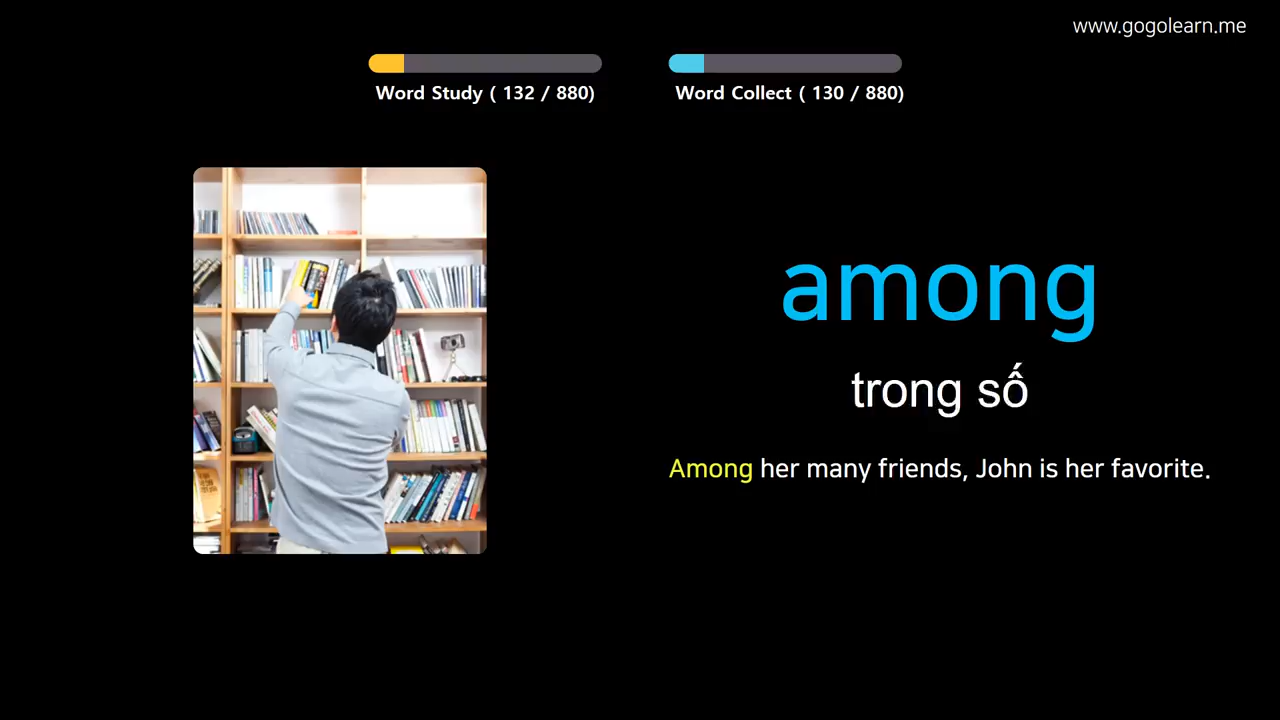 www.gogolearn.me
Word Study ( 132 / 880)
Word Collect ( 130 / 880)
among
trong số
Among her many friends, John is her favorite.